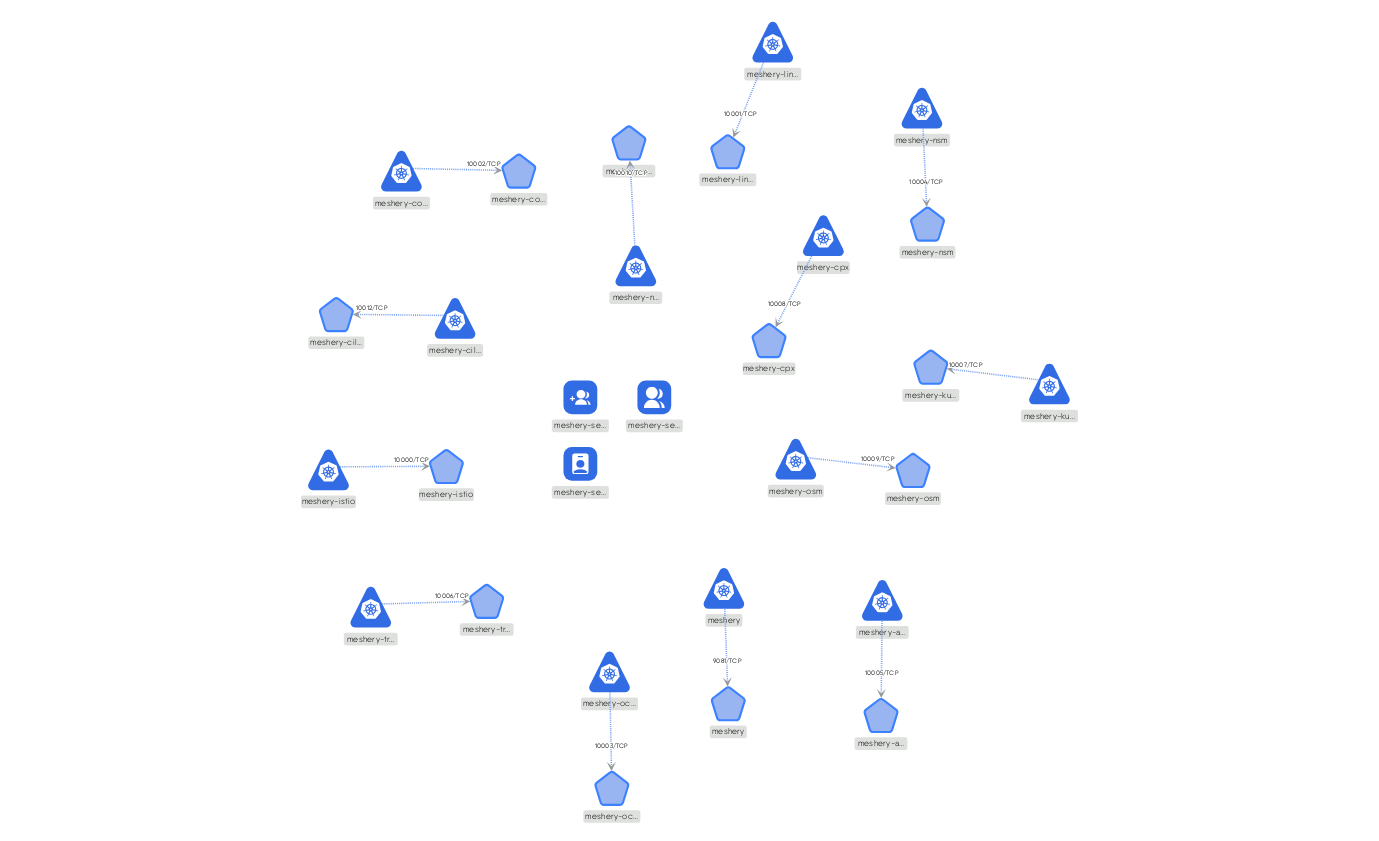 meshery-lin...
10001/TCP
meshery-lin...
meshery-nsm
10004/TCP
meshery-nsm
10002/TCP
meshery-co...
meshery-co...
10010/TCP
meshery-n...
meshery-cpx
10008/TCP
meshery-cpx
10012/TCP
meshery-cil...
meshery-cil...
10007/TCP
meshery-ku...
meshery-ku...
meshery-se...
meshery-se...
meshery-se...
10000/TCP
meshery-istio
meshery-istio
10009/TCP
meshery-osm
meshery-osm
10006/TCP
meshery-tr...
meshery-tr...
meshery
9081/TCP
meshery
meshery-a...
10005/TCP
meshery-a...
meshery-oc...
10003/TCP
meshery-oc...